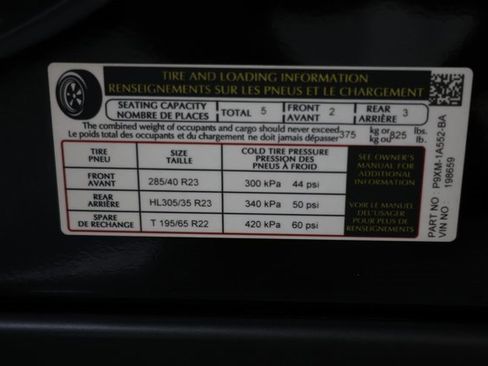 TIRE AND LOADING INFORMATION
RENSEIGNEMENTS SUR LES PNEUS ET LE CHARGEMENT
SEATING CAPACITY
NOMBRE DE PLACES
TOTAL 5
FRONT
AVANT 2
REAR
ARRIÈRE 3
The combined weight of occupants and cargo should never exceed 375 kg or 825 lbs.
Le poids total des occupants et du chargement ne doit jamais dépasser kg ou lb.
TIRE
PNEU
SIZE
TAILLE
COLD TIRE PRESSURE
PRESSION DES
PNEUS À FROID
FRONT
AVANT
285/40 R23
300 kPa 44 psi
REAR
ARRIÈRE
HL305/35 R23
340 kPa 50 psi
SPARE
DE RECHANGE
T 195/65 R22
420 kPa 60 psi
SEE OWNER'S
MANUAL FOR
ADDITIONAL
INFORMATION
VOIR LE MANUEL
DE L'USAGER
POUR PLUS DE
RENSEIGNEMENTS
PART NO P9XM-1A552-BA
VIN NO : 198659